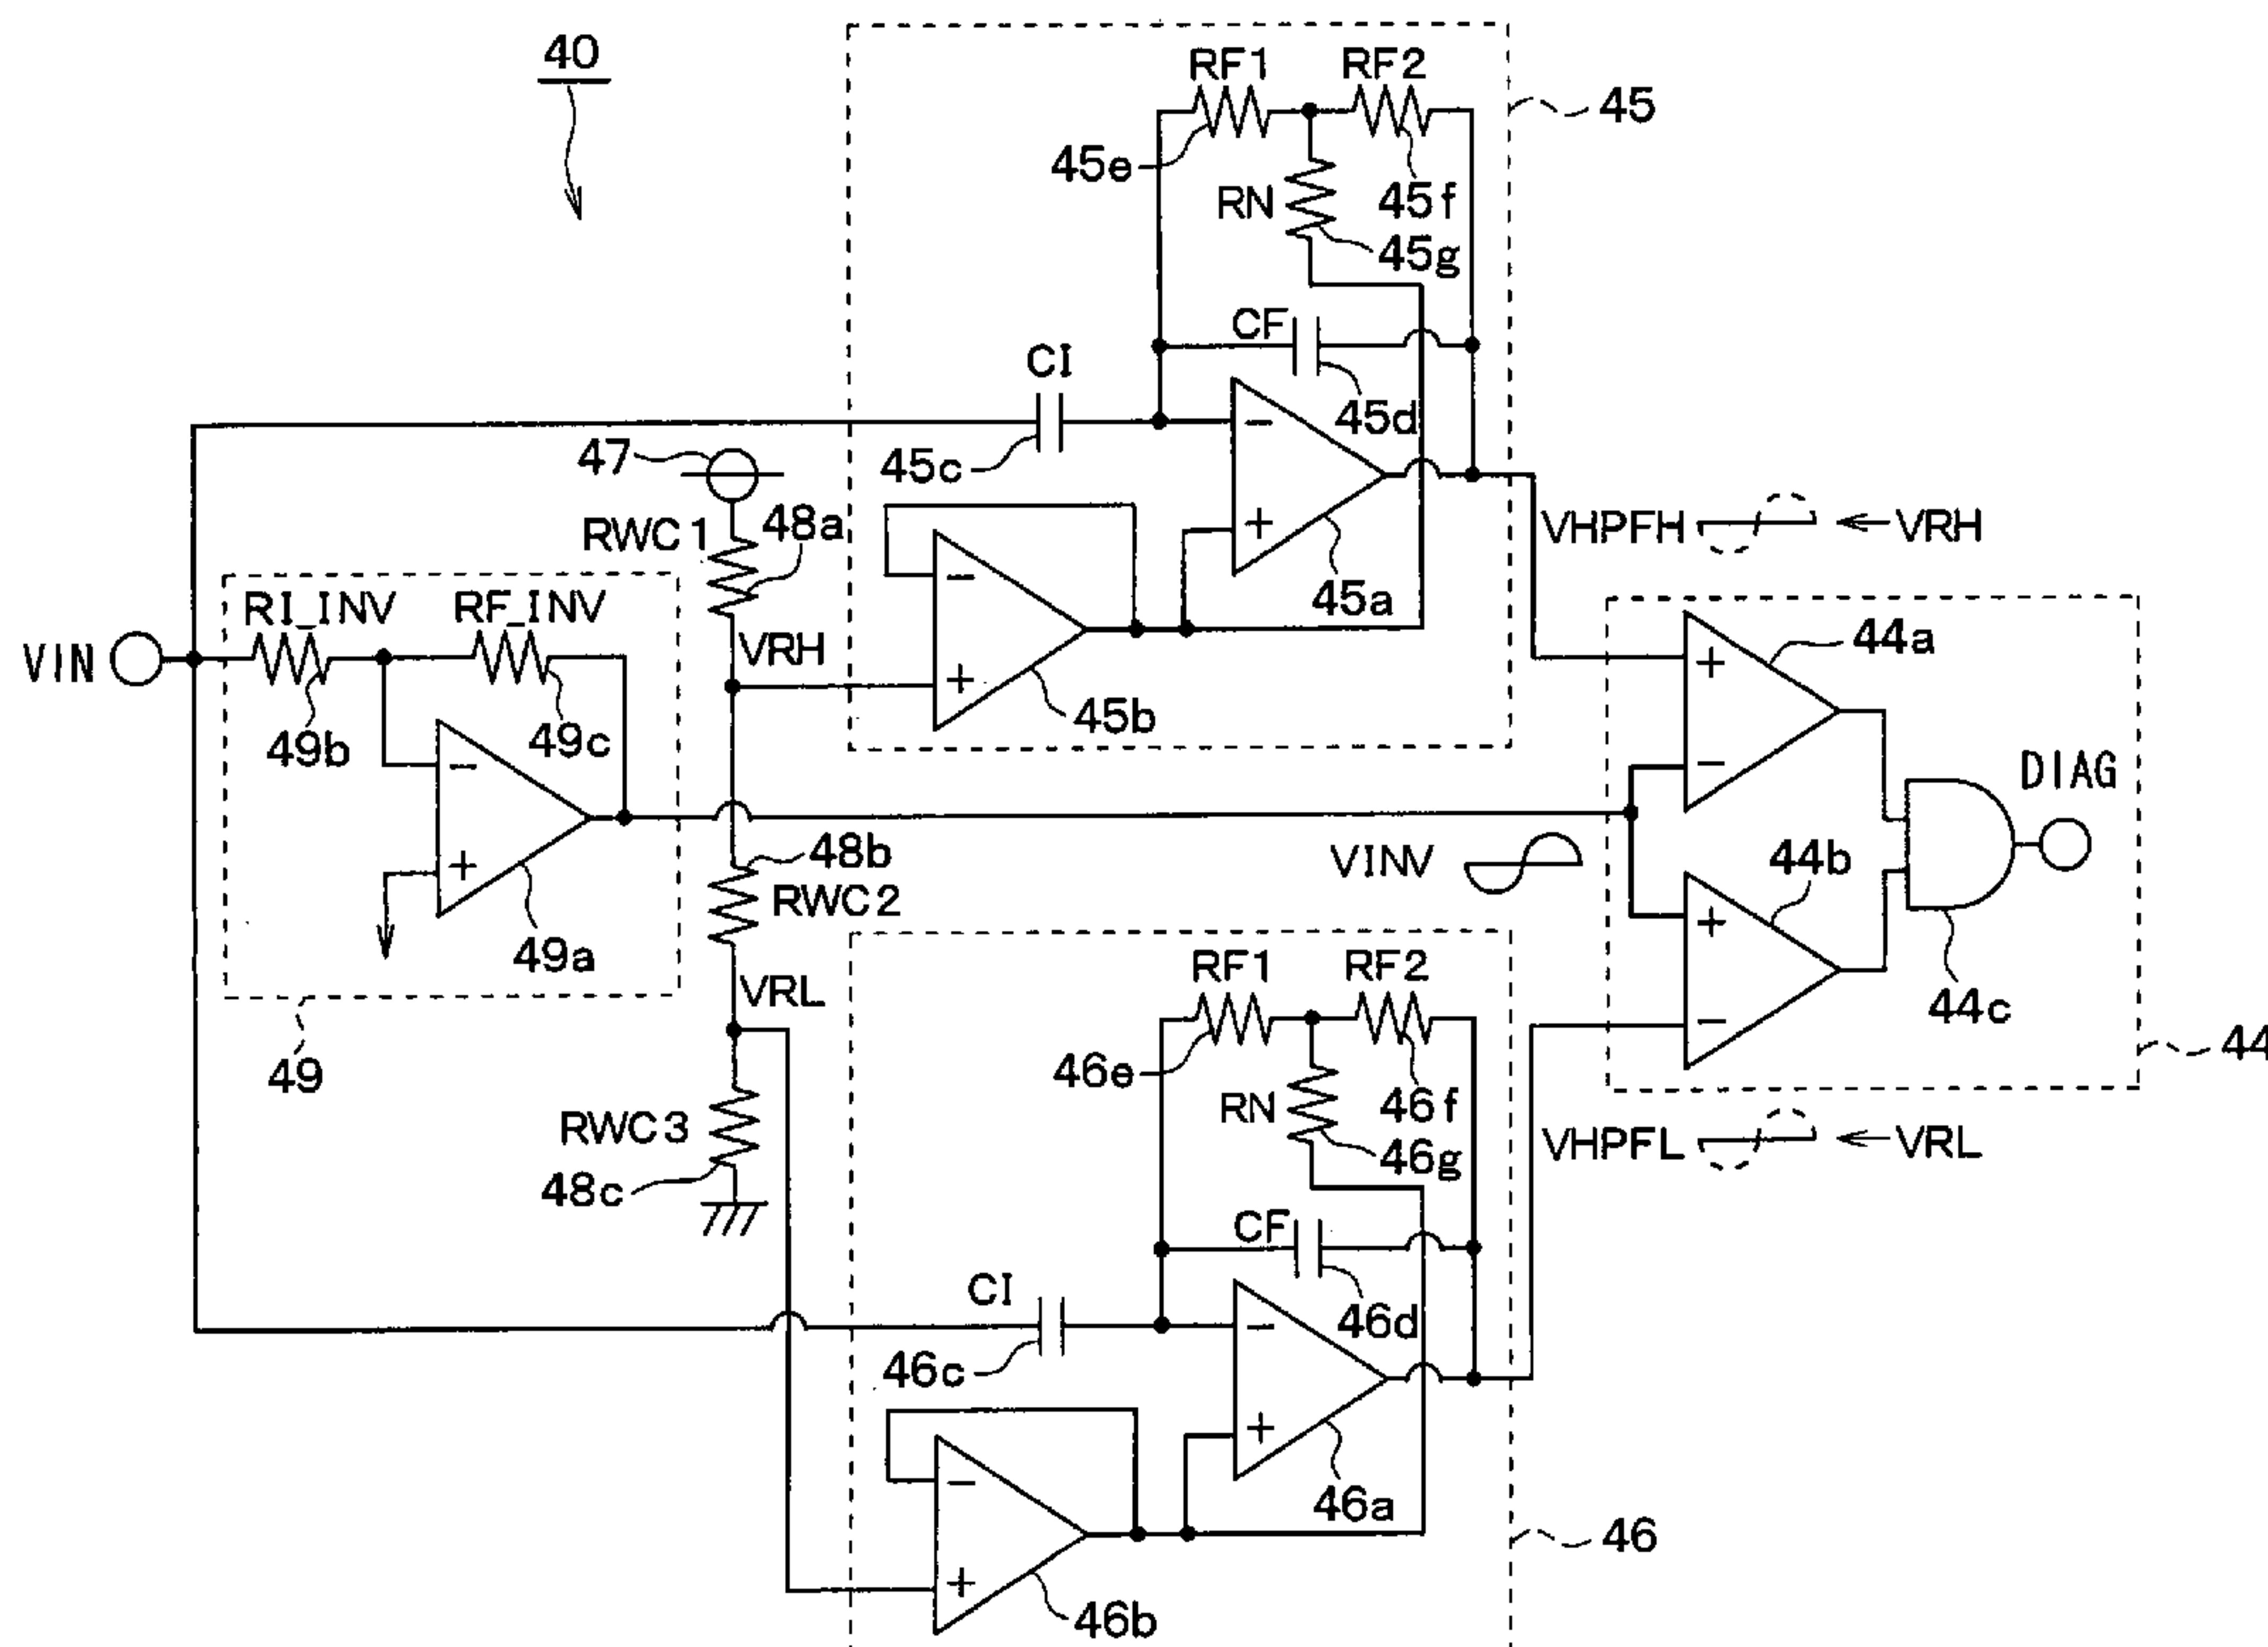 40
RF1 RF2
45
45e
RN
45f
45g
CF
CI
45d
45c
47
RWC1
48a
VHPFH
VRH
45a
RI_INV RF_INV
VRH
44a
VIN
45b
49b
49c
DIAG
48b
VINV
44b
RWC2
49a
VRL
RF1 RF2
44c
44
49
46e
RN
46f
46g
RWC3
VHPFL
VRL
48c
CF
CI
46d
46c
46a
46
46b